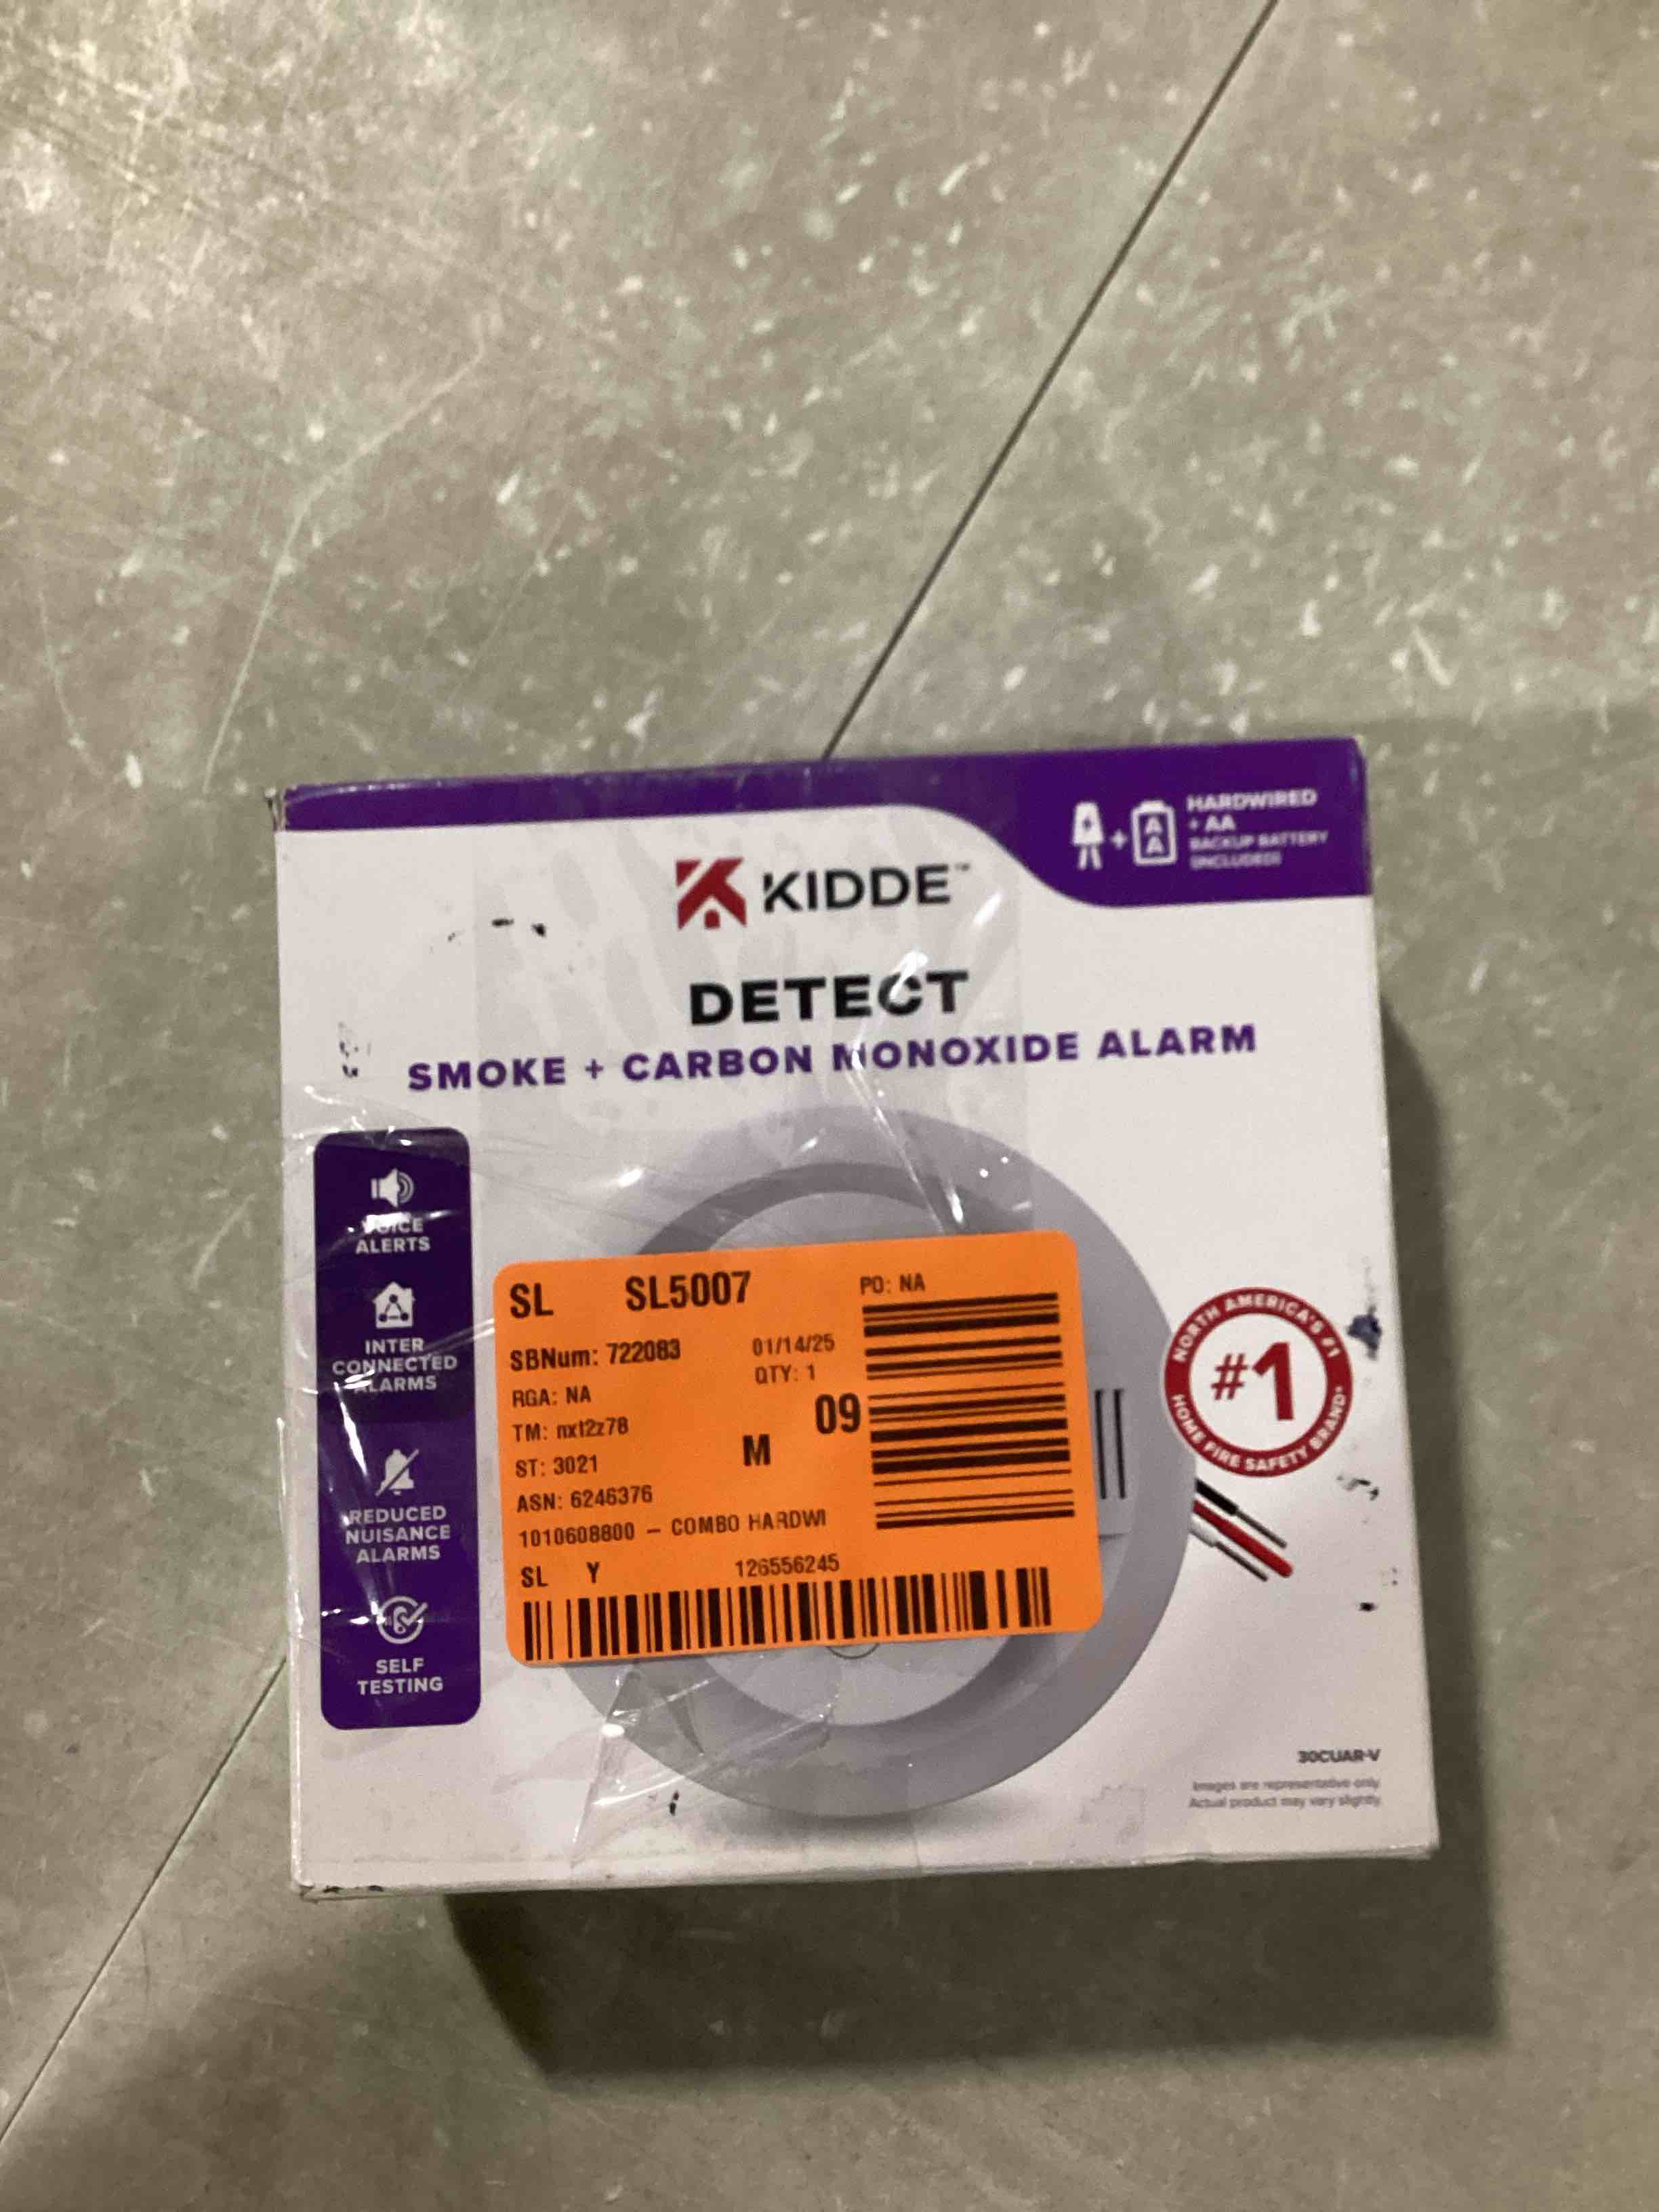 HARDWIRED
+ AA
BACKUP BATTERY
(INCLUDED)
KIDDE™
DETECT
SMOKE + CARBON MONOXIDE ALARM
VOICE
ALERTS
INTER
CONNECTED
ALARMS
REDUCED
NUISANCE
ALARMS
SELF
TESTING
SL SL5007 PO: NA
SBNum: 722083 01/14/25
QTY: 1
RGA: NA
09
TM: nxt2z78
M
ST: 3021
ASN: 6246376
1010608800 – COMBO HARDWI
SL Y 126556245
NORTH AMERICA'S #1
#1
HOME FIRE SAFETY BRAND*
30CUAR-V
Images are representative only.
Actual product may vary slightly.